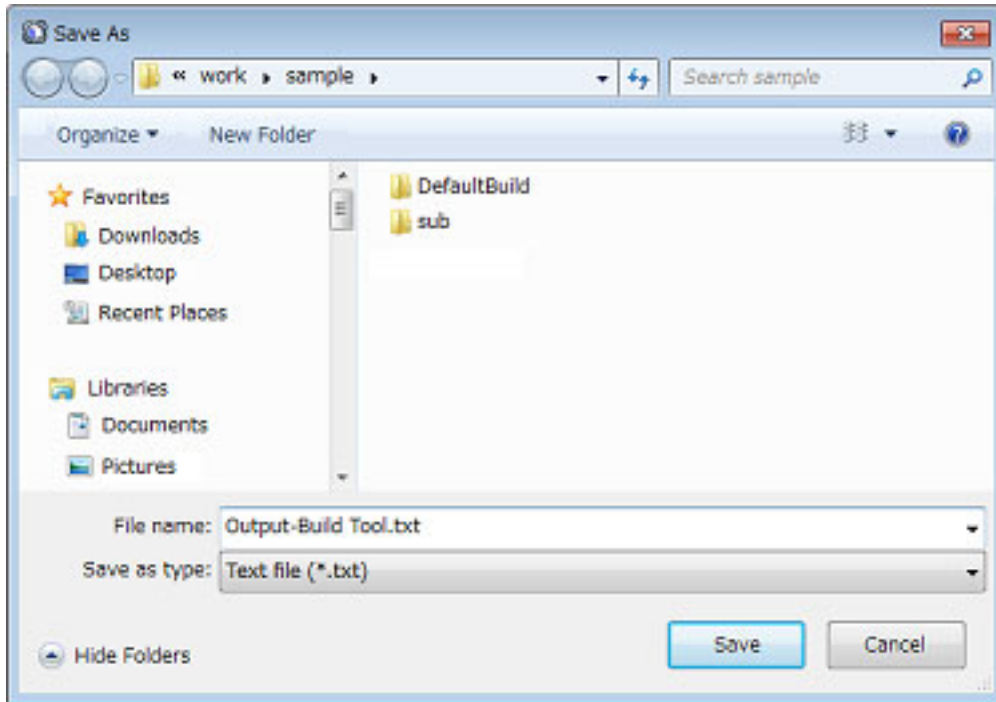 Save As
« work ▸ sample ▸ Search sample
Organize ▾ New Folder
Favorites
Downloads
Desktop
Recent Places
Libraries
Documents
Pictures
DefaultBuild
sub
File name: Output-Build Tool.txt
Save as type: Text file (*.txt)
Hide Folders Save Cancel